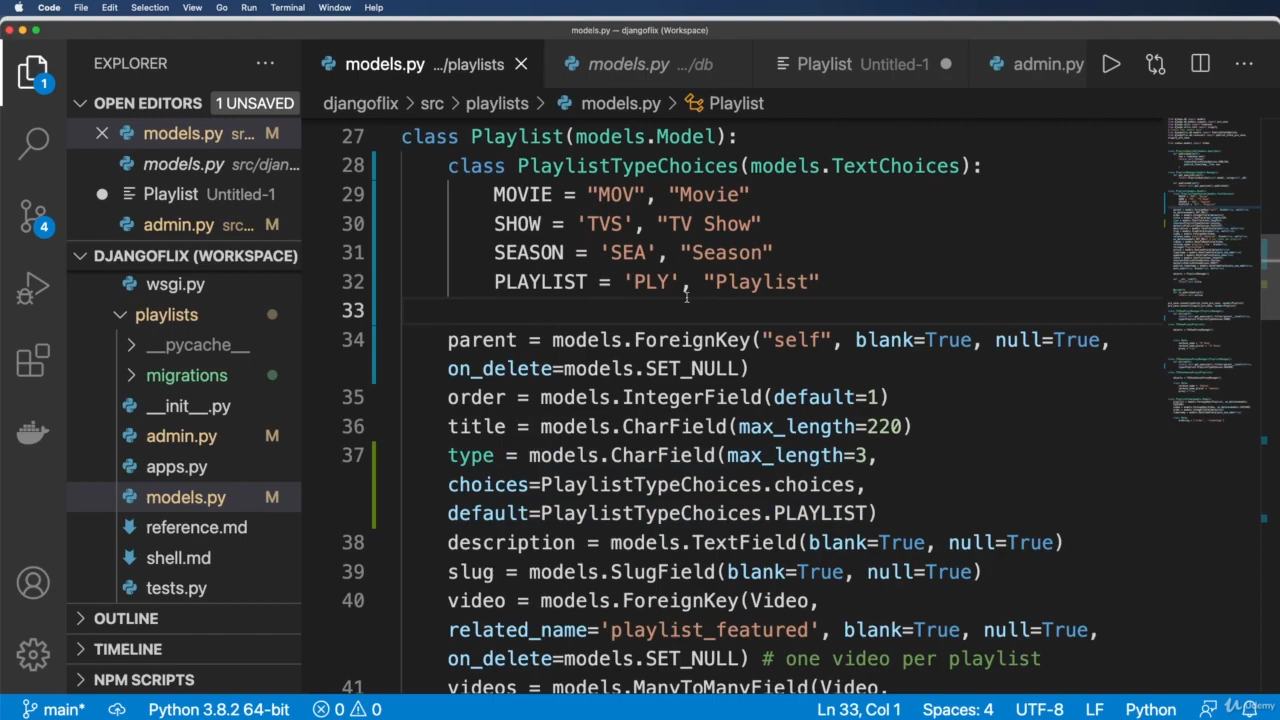 Code File Edit Selection View Go Run Terminal Window Help
models.py — djangoflix (Workspace)
1
EXPLORER
models.py .../playlists
models.py .../db
Playlist Untitled-1
admin.py
OPEN EDITORS 1 UNSAVED
djangoflix > src > playlists > models.py > Playlist
models.py sr... M
models.py src/djan...
Playlist Untitled-1
admin.py src... M
4
DJANGOFLIX (WORKSPACE)
wsgi.py
playlists
__pycache__
migrations
__init__.py
admin.py M
apps.py
models.py M
reference.md
shell.md
tests.py
OUTLINE
TIMELINE
NPM SCRIPTS
27 class Playlist(models.Model):
28 class PlaylistTypeChoices(models.TextChoices):
29 MOVIE = "MOV", "Movie"
30 SHOW = 'TVS', "TV Show"
31 SEASON = 'SEA', "Season"
32 PLAYLIST = 'PLY', "Playlist"
33
34 parent = models.ForeignKey("self", blank=True, null=True,
on_delete=models.SET_NULL)
35 order = models.IntegerField(default=1)
36 title = models.CharField(max_length=220)
37 type = models.CharField(max_length=3,
choices=PlaylistTypeChoices.choices,
default=PlaylistTypeChoices.PLAYLIST)
38 description = models.TextField(blank=True, null=True)
39 slug = models.SlugField(blank=True, null=True)
40 video = models.ForeignKey(Video,
related_name='playlist_featured', blank=True, null=True,
on_delete=models.SET_NULL) # one video per playlist
41 videos = models.ManyToManyField(Video,
main* Python 3.8.2 64-bit 0 0 Ln 33, Col 1 Spaces: 4 UTF-8 LF Python
Udemy